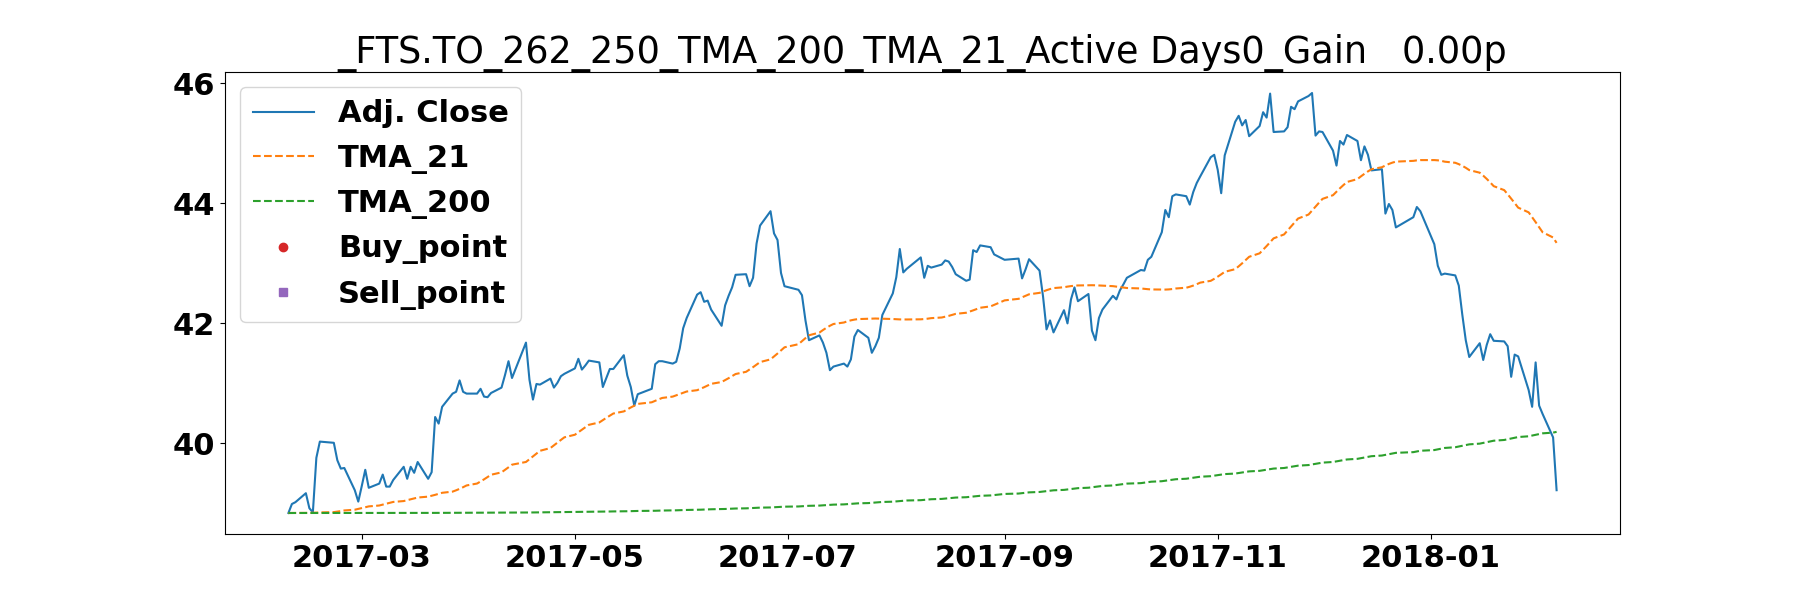 _FTS.TO_262_250_TMA_200_TMA_21_Active Days0_Gain   0.00p
46
44
42
40
Adj. Close
TMA_21
TMA_200
Buy_point
Sell_point
2017-03 2017-05 2017-07 2017-09 2017-11 2018-01